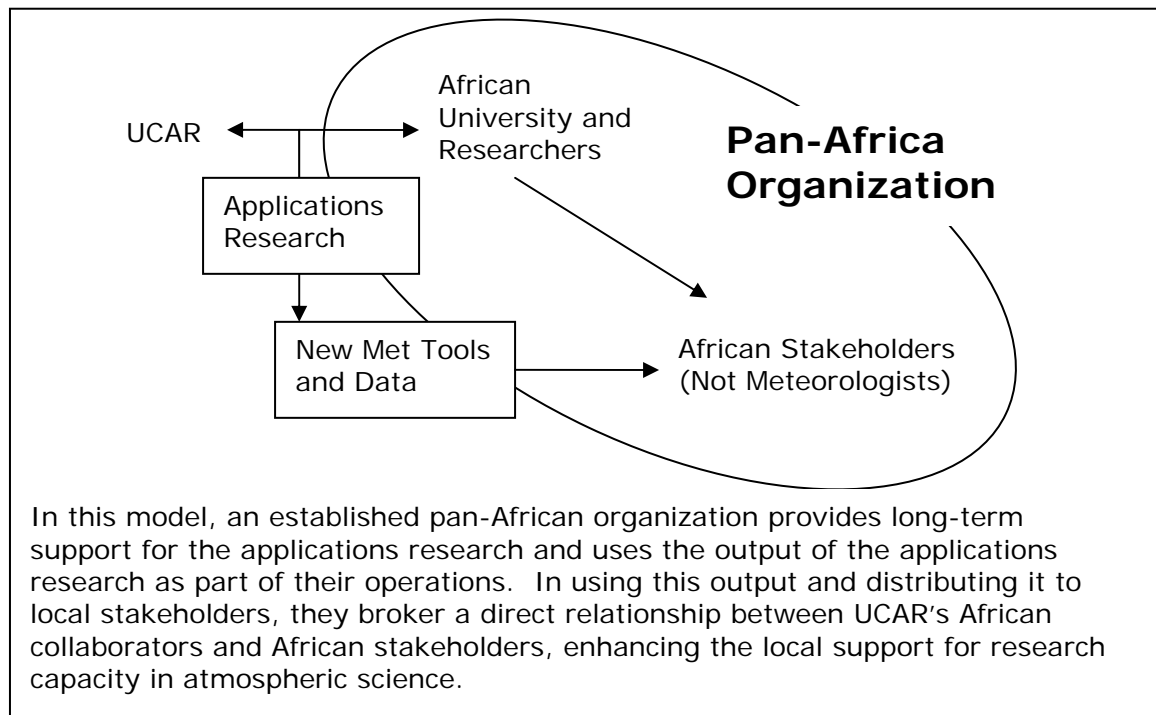 UCAR
African
University and
Researchers
Pan-Africa
Organization
Applications
Research
New Met Tools
and Data
African Stakeholders
(Not Meteorologists)
In this model, an established pan-African organization provides long-term
support for the applications research and uses the output of the applications
research as part of their operations.  In using this output and distributing it to
local stakeholders, they broker a direct relationship between UCAR's African
collaborators and African stakeholders, enhancing the local support for research
capacity in atmospheric science.